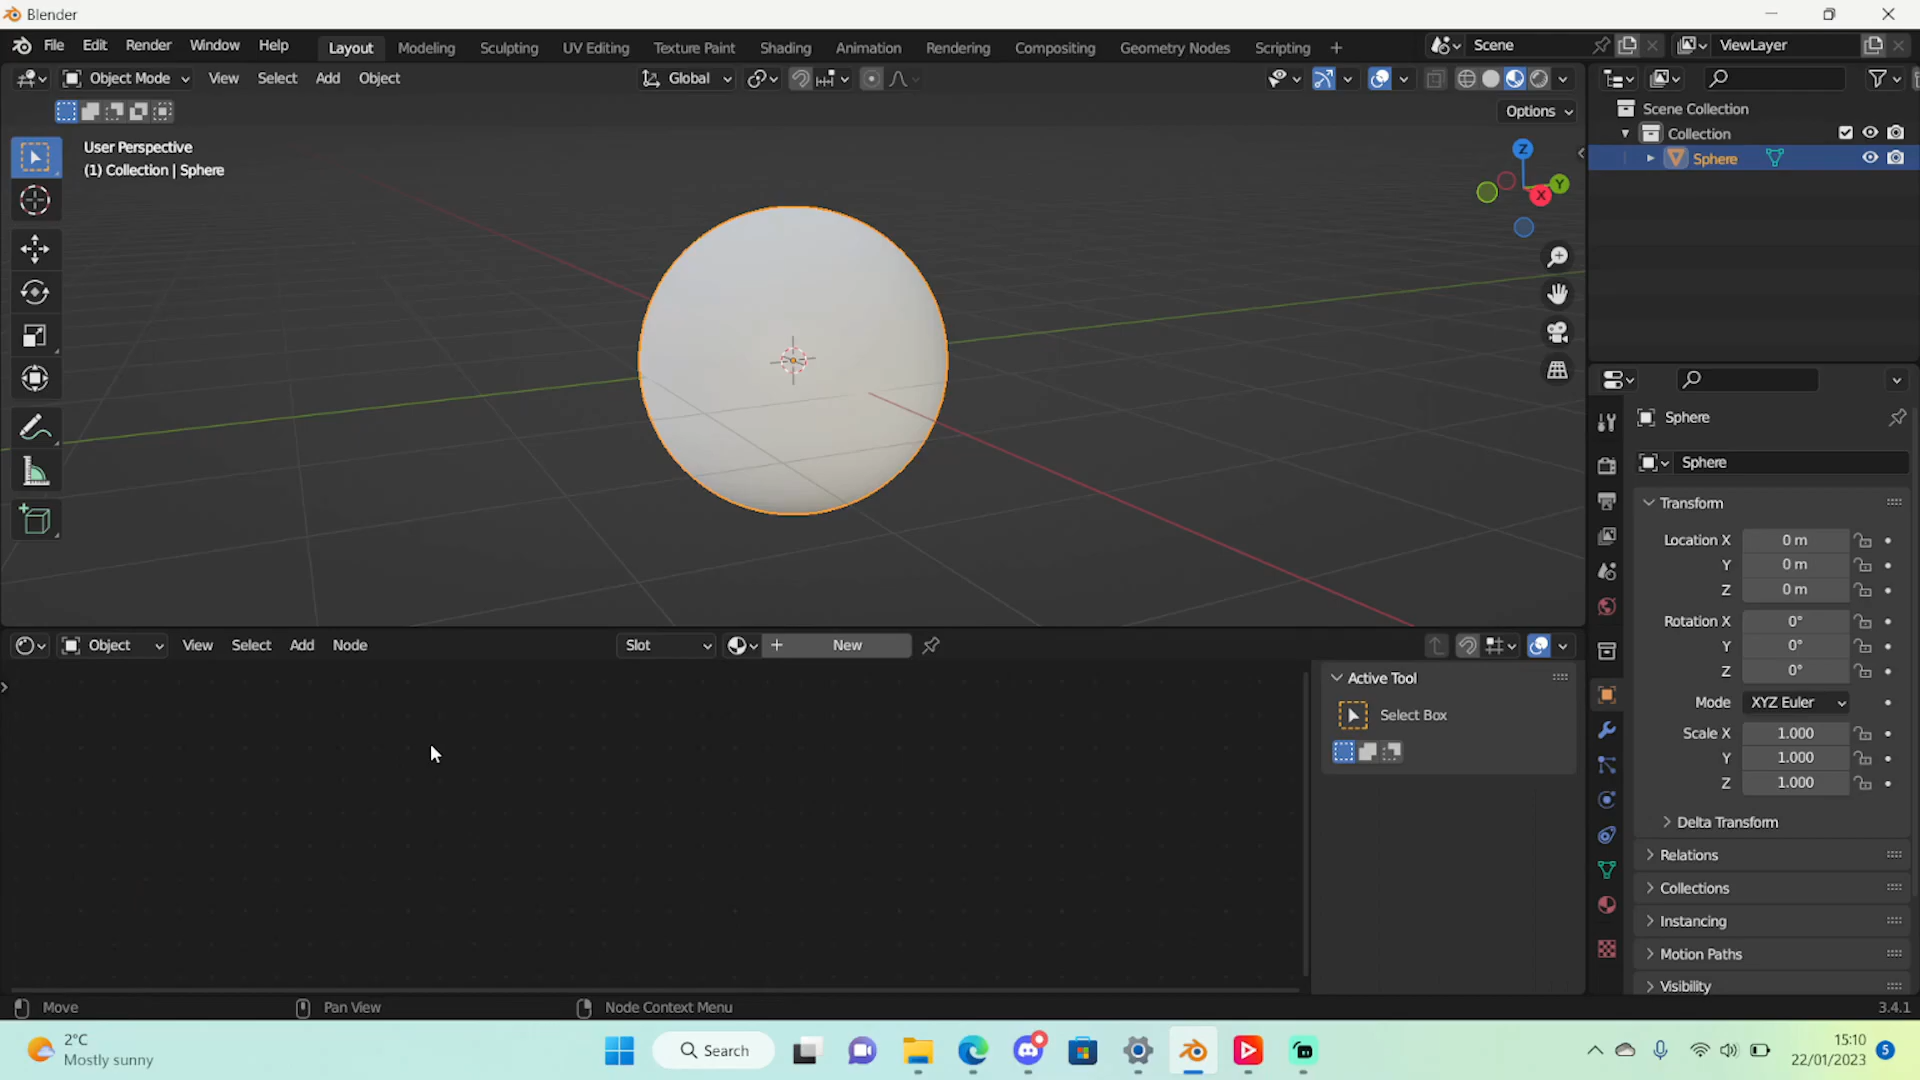 Blender
File Edit Render Window Help Layout Modeling Sculpting UV Editing Texture Paint Shading Animation Rendering Compositing Geometry Nodes Scripting + Scene ViewLayer
Object Mode View Select Add Object Global
Options
User Perspective
(1) Collection | Sphere
Z
Y
X
Scene Collection
Collection
Sphere
Sphere
Sphere
Transform
Location X 0 m
Y 0 m
Z 0 m
Rotation X 0°
Y 0°
Z 0°
Mode XYZ Euler
Scale X 1.000
Y 1.000
Z 1.000
Delta Transform
Relations
Collections
Instancing
Motion Paths
Visibility
Object View Select Add Node Slot + New
Active Tool
Select Box
Move Pan View Node Context Menu 3.4.1
2°C
Mostly sunny
Search
15:10
22/01/2023
5